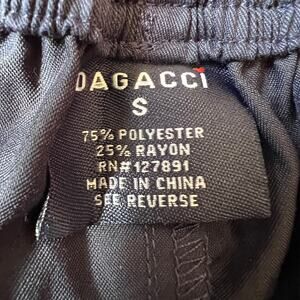 DAGACCi
S
75% POLYESTER
25% RAYON
RN#127891
MADE IN CHINA
SEE REVERSE